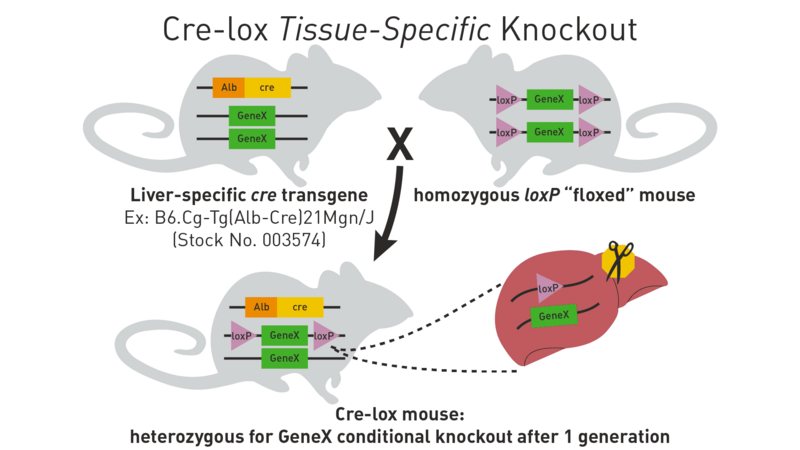 Cre-lox Tissue-Specific Knockout
Alb cre
GeneX
GeneX
loxP GeneX loxP
loxP GeneX loxP
X
Liver-specific cre transgene
Ex: B6.Cg-Tg(Alb-Cre)21Mgn/J
(Stock No. 003574)
homozygous loxP “floxed” mouse
Alb cre
loxP GeneX loxP
GeneX
loxP
GeneX
Cre-lox mouse:
heterozygous for GeneX conditional knockout after 1 generation